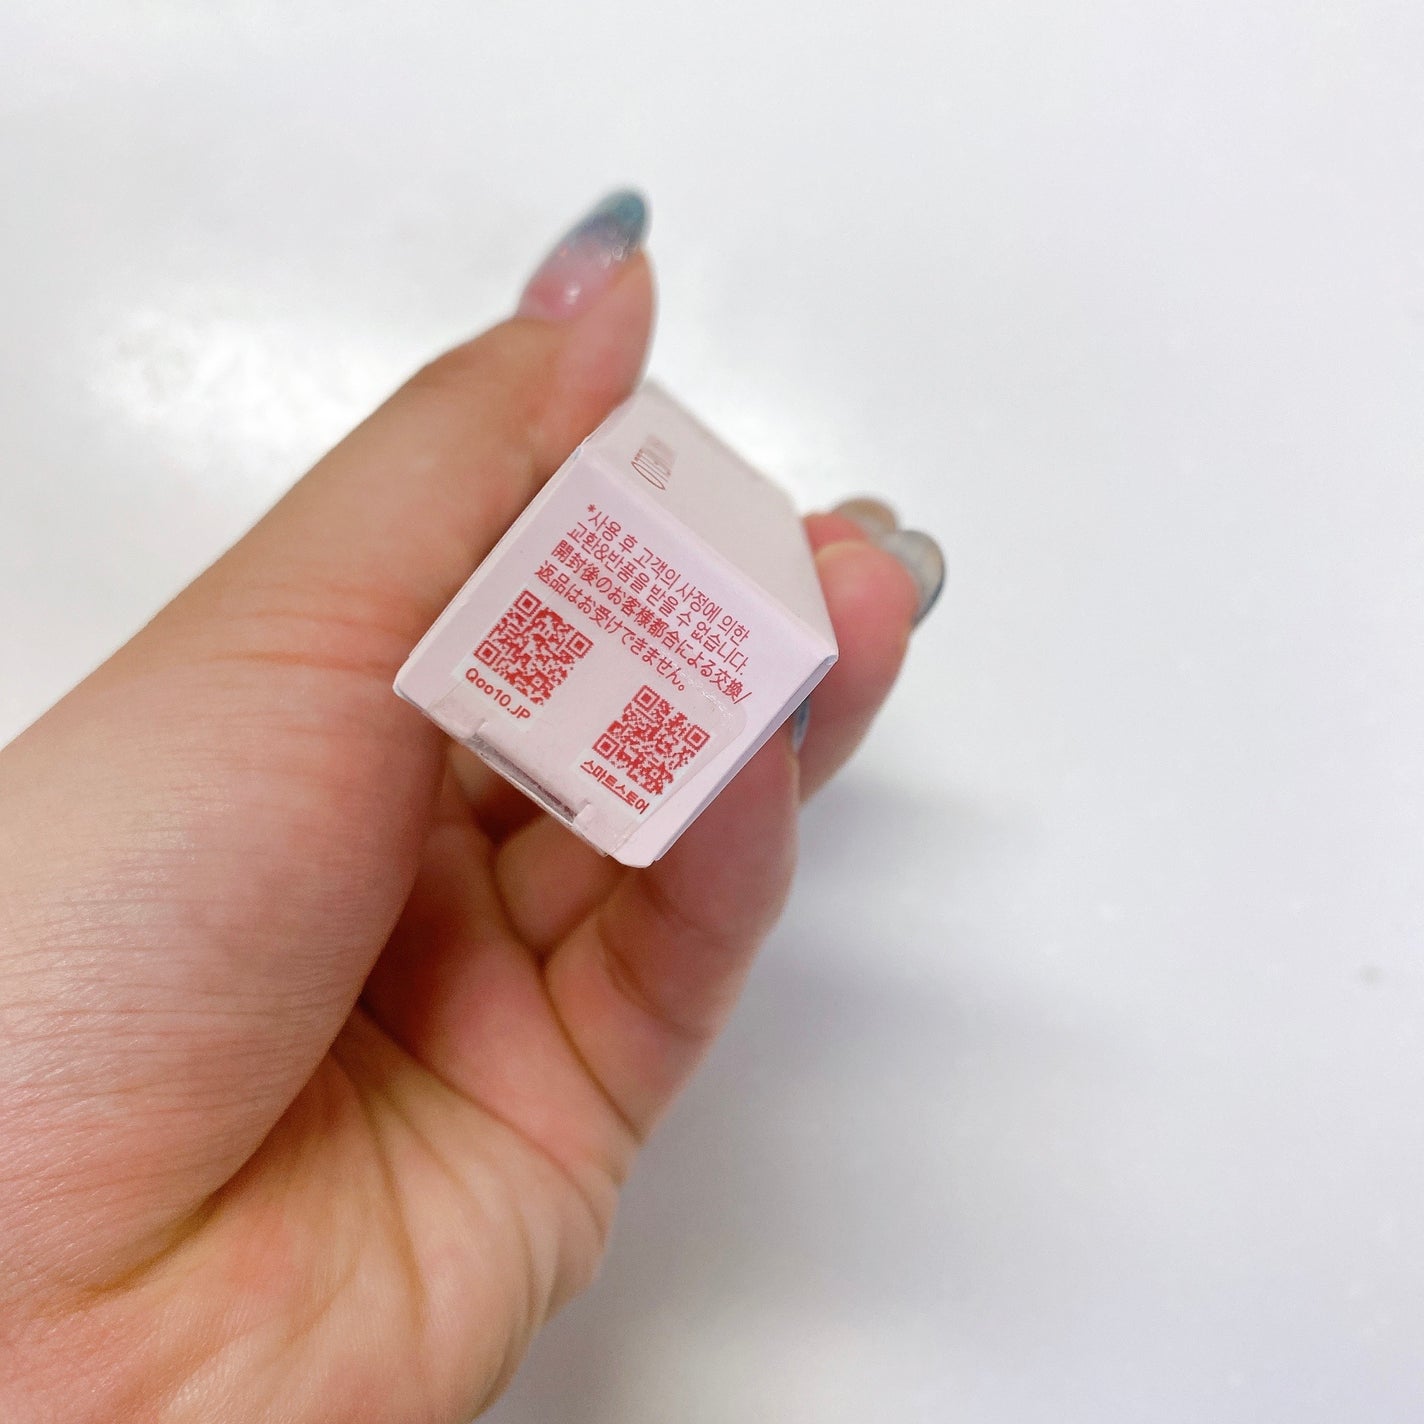 *사용 후 고객의 사정에 의한
교환&반품을 받을 수 없습니다.
開封後のお客様都合による交換/
返品はお受けできません。
Qoo10.JP
스마트스토어